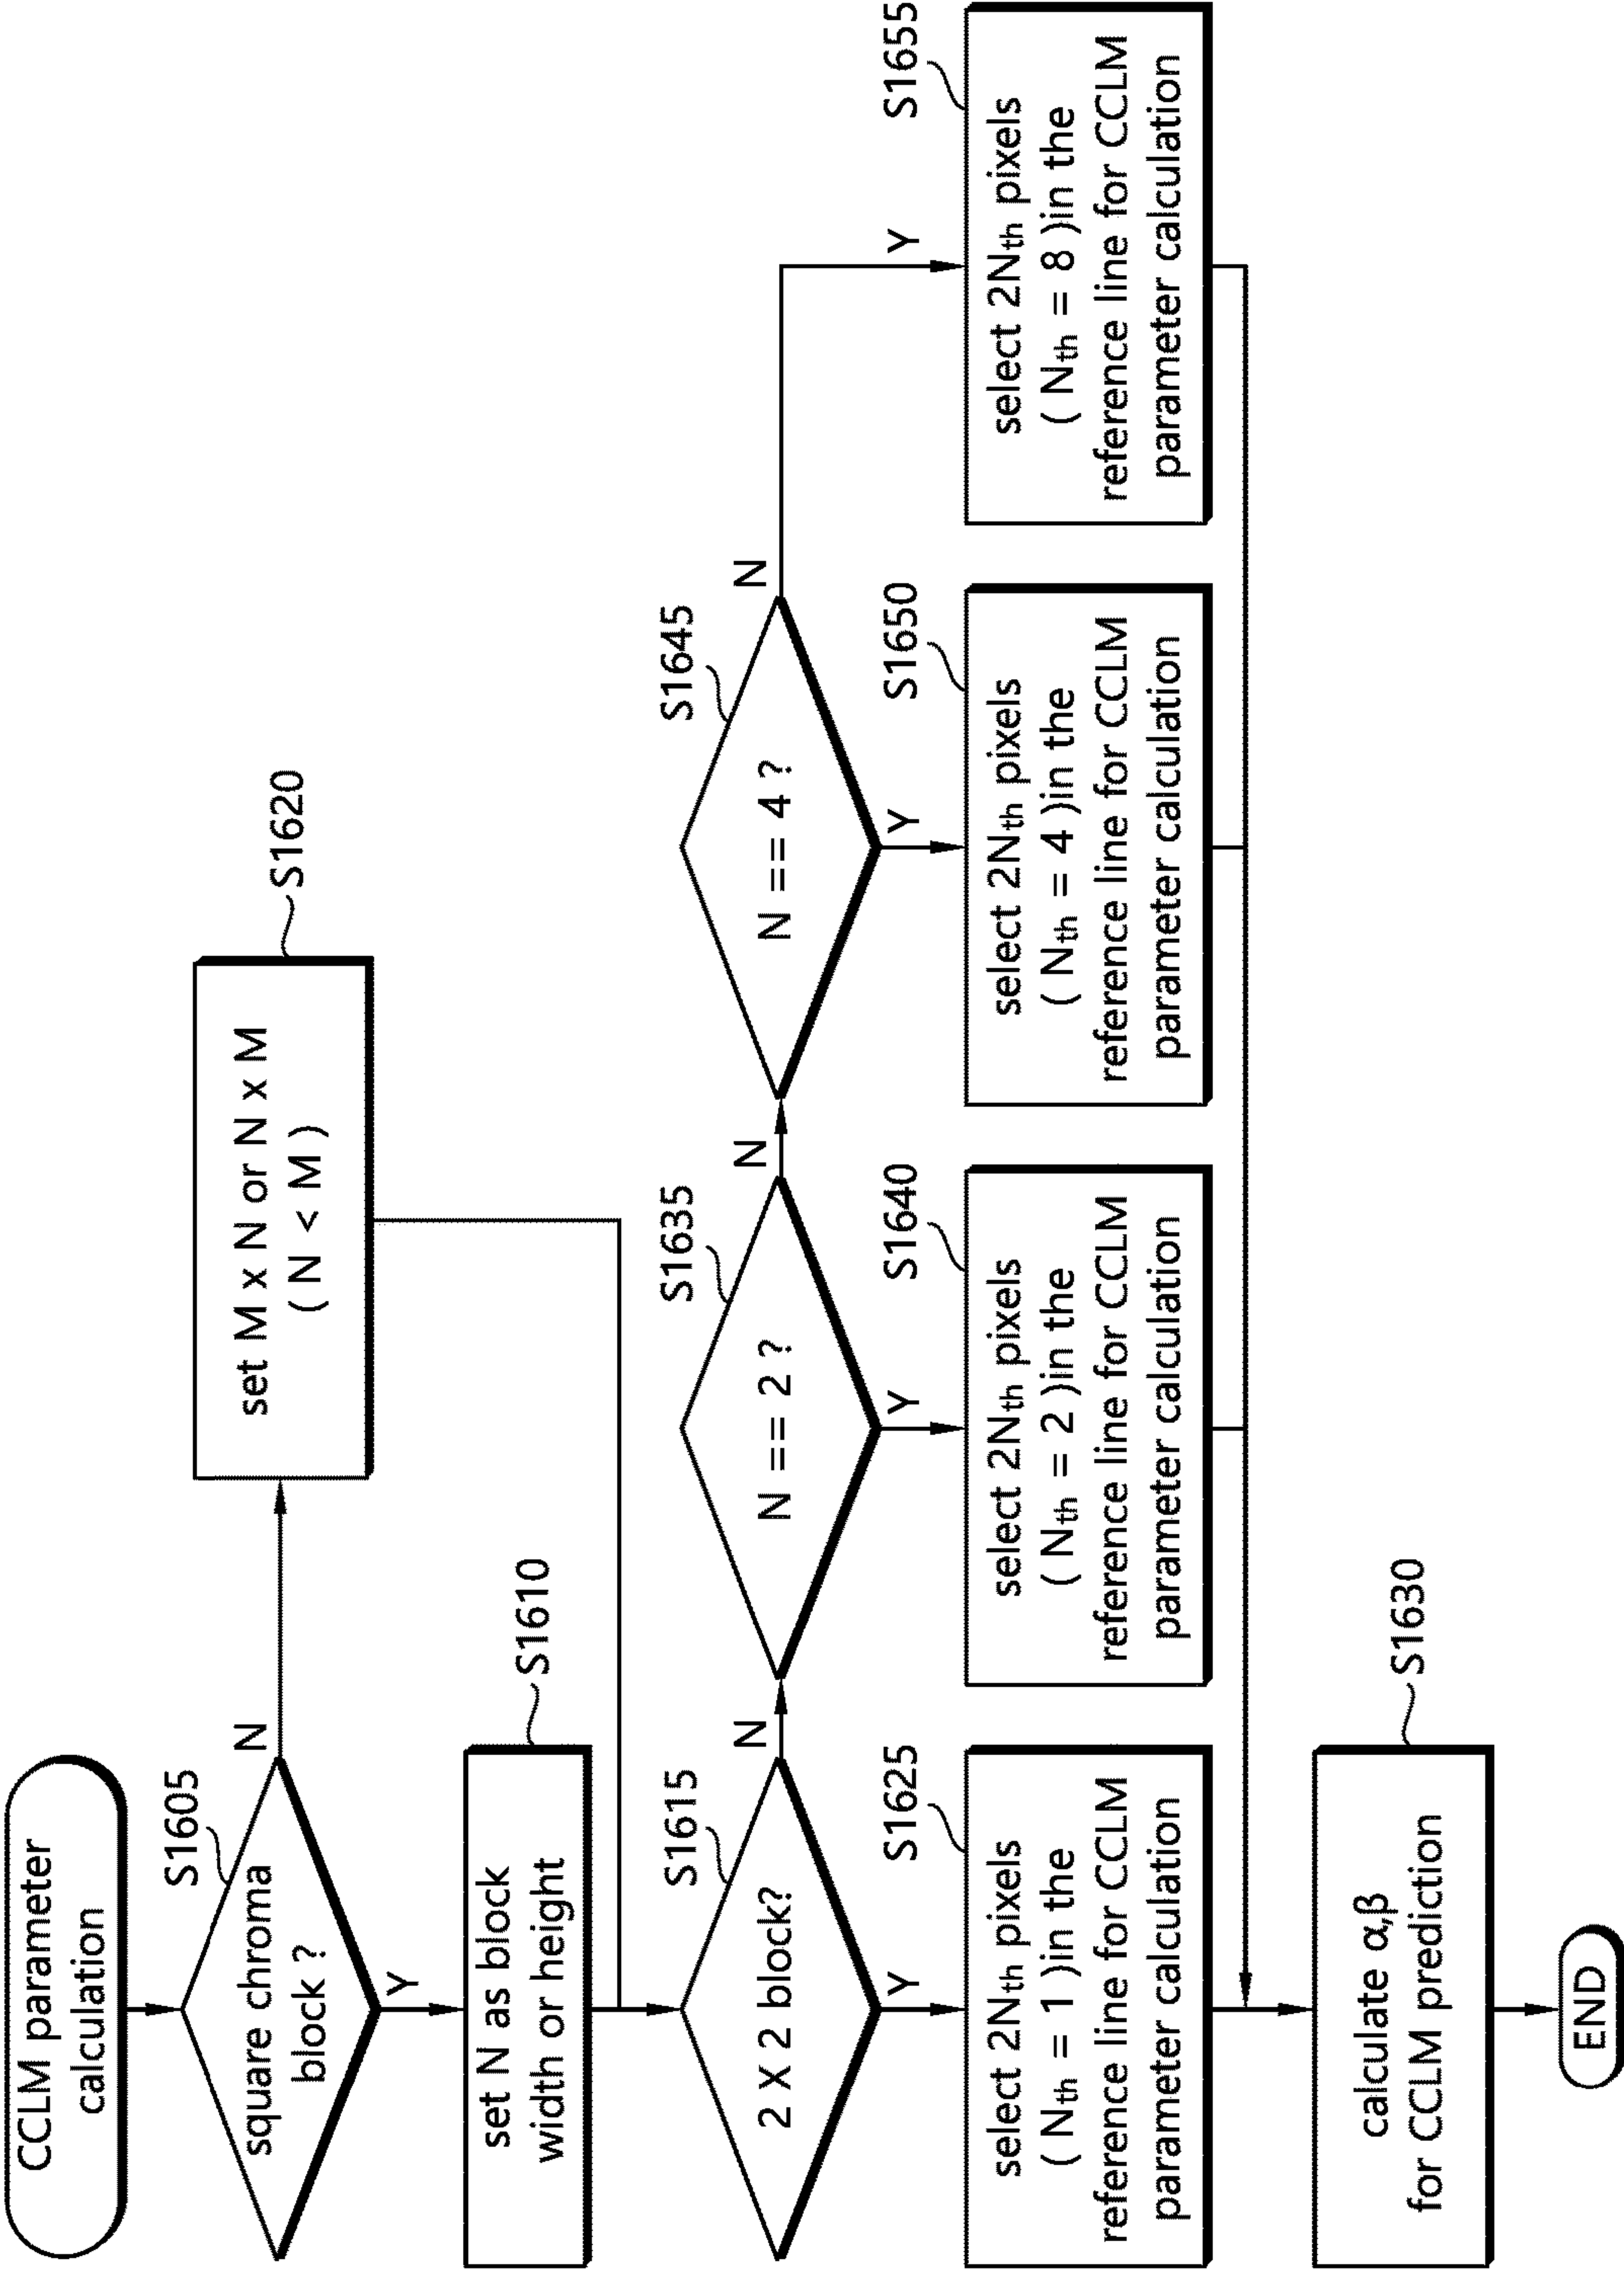 CCLM parameter
calculation
S1605
square chroma
block ?
N
Y
S1620
set M x N or N x M
( N < M )
S1610
set N as block
width or height
S1615
2 X 2 block?
N
Y
S1635
N == 2 ?
N
Y
S1645
N == 4 ?
N
Y
Y
S1625
select 2Nth pixels
( Nth = 1 )in the
reference line for CCLM
parameter calculation
S1640
select 2Nth pixels
( Nth = 2 )in the
reference line for CCLM
parameter calculation
S1650
select 2Nth pixels
( Nth = 4 )in the
reference line for CCLM
parameter calculation
S1655
select 2Nth pixels
( Nth = 8 )in the
reference line for CCLM
parameter calculation
S1630
calculate α,β
for CCLM prediction
END